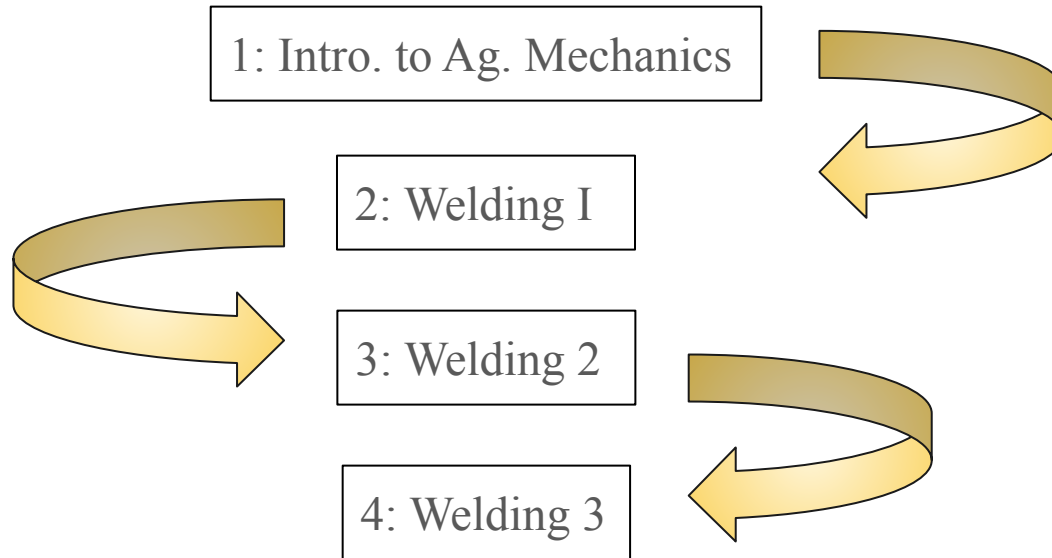 1: Intro. to Ag. Mechanics
2: Welding I
3: Welding 2
4: Welding 3